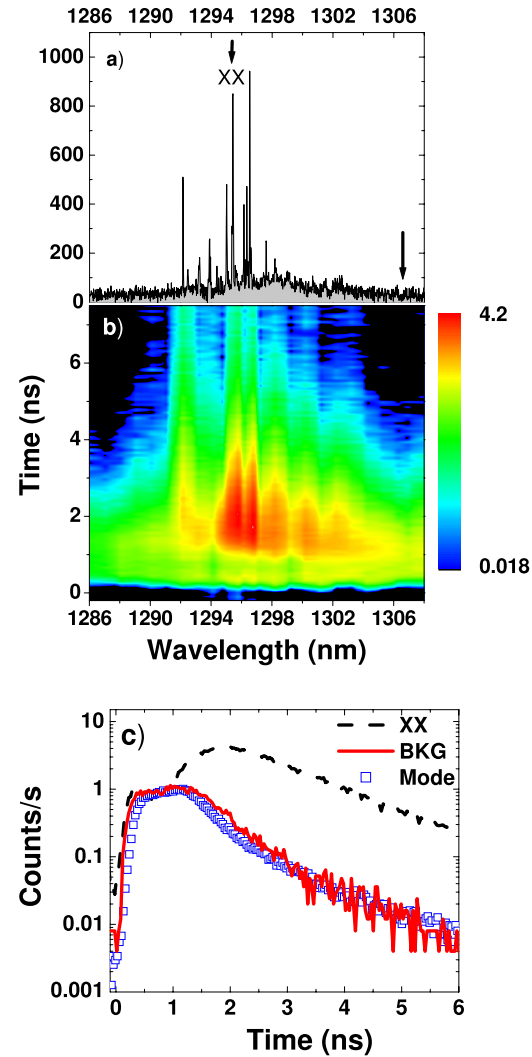 1286 1290 1294 1298 1302 1306
a)
XX
1000
800
600
400
200
0
b)
4.2
6
4
2
0
Time (ns)
0.018
1286 1290 1294 1298 1302 1306
Wavelength (nm)
c)
XX
BKG
Mode
10
1
0.1
0.01
0.001
Counts/s
0 1 2 3 4 5 6
Time (ns)